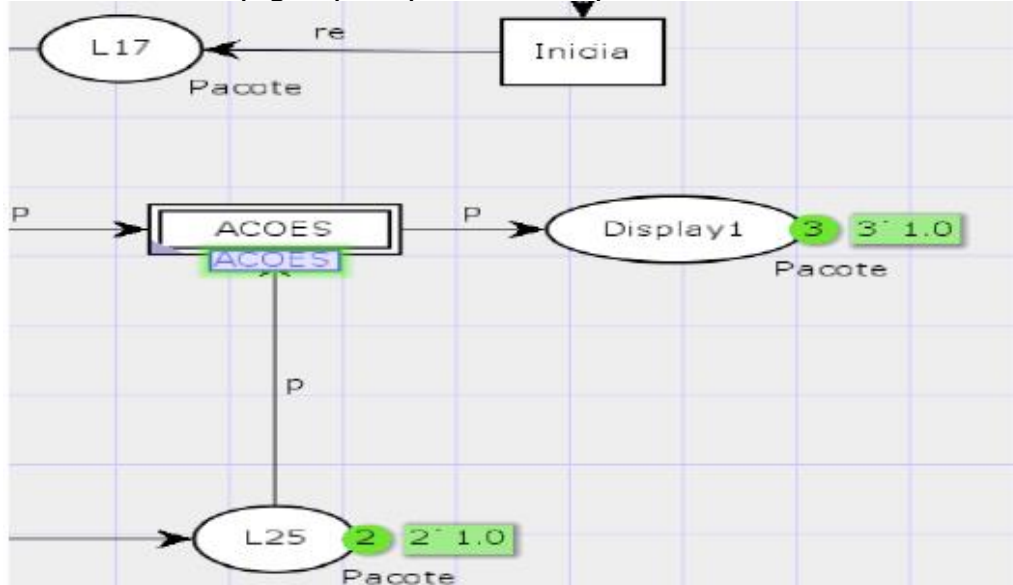 re
L17
Inicia
Pacote
P
ACOES
P
Display1
3
3`1.0
ACOES
Pacote
P
L25
2
2`1.0
Pacote